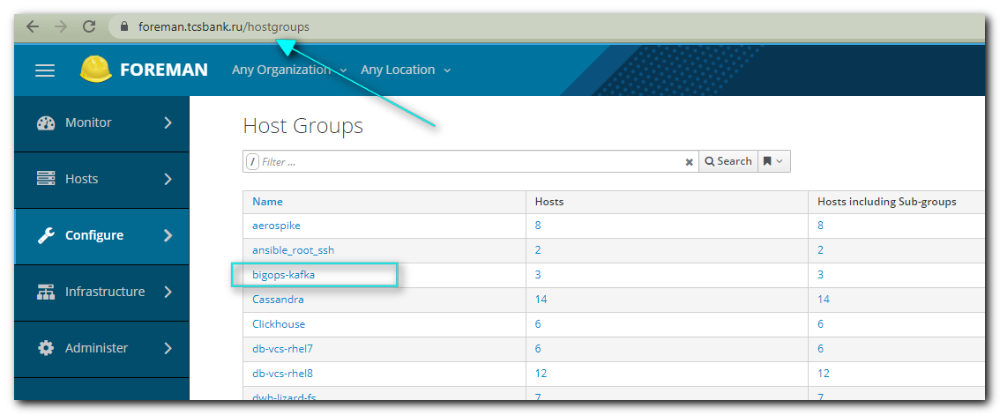 foreman.tcsbank.ru/hostgroups
FOREMAN Any Organization Any Location
Monitor
Hosts
Configure
Infrastructure
Administer
Host Groups
/ Filter ... Search
Name Hosts Hosts including Sub-groups
aerospike 8 8
ansible_root_ssh 2 2
bigops-kafka 3 3
Cassandra 14 14
Clickhouse 6 6
db-vcs-rhel7 6 6
db-vcs-rhel8 12 12
dwh-lizard-fs 7 7